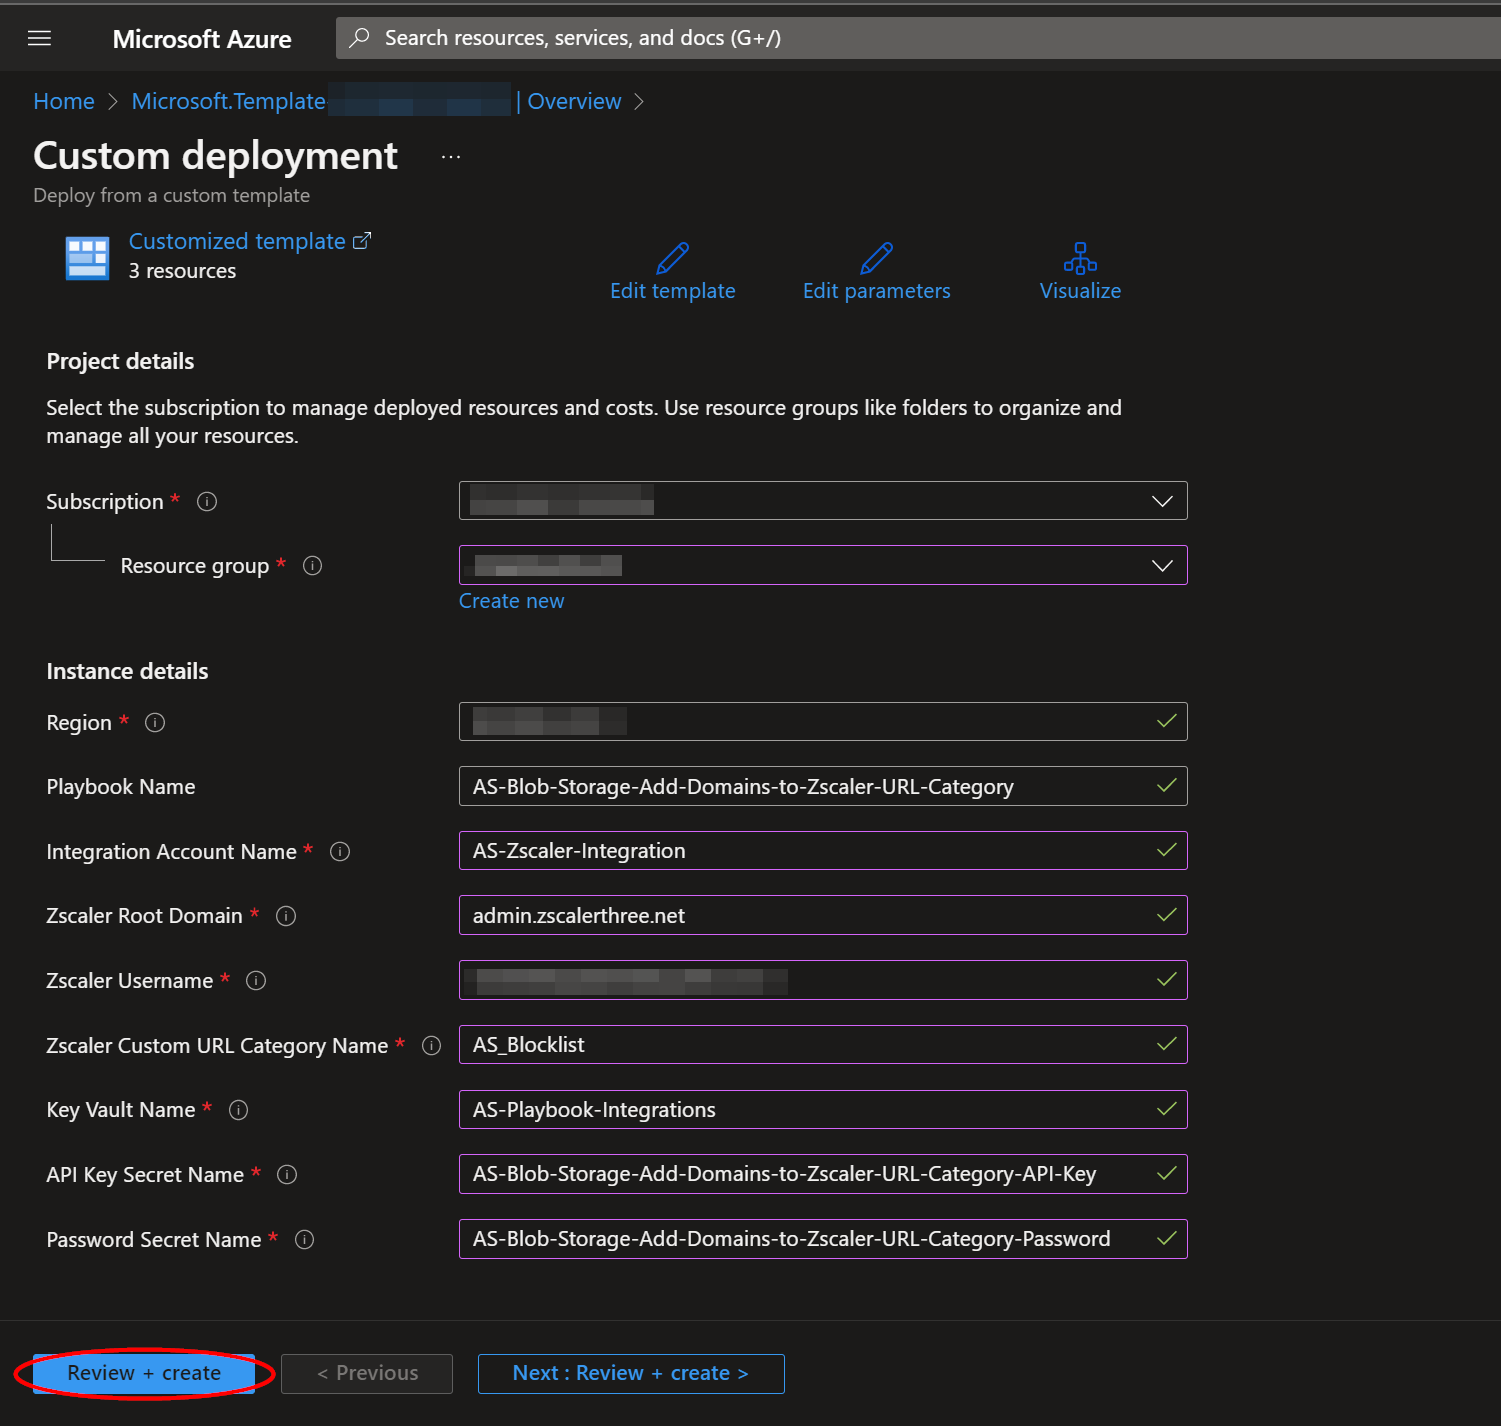 Microsoft Azure
Search resources, services, and docs (G+/)
Home > Microsoft.Template- | Overview >
Custom deployment ...
Deploy from a custom template
Customized template
3 resources
Edit template
Edit parameters
Visualize
Project details
Select the subscription to manage deployed resources and costs. Use resource groups like folders to organize and
manage all your resources.
Subscription *
Resource group *
Create new
Instance details
Region *
Playbook Name
AS-Blob-Storage-Add-Domains-to-Zscaler-URL-Category
Integration Account Name *
AS-Zscaler-Integration
Zscaler Root Domain *
admin.zscalerthree.net
Zscaler Username *
Zscaler Custom URL Category Name *
AS_Blocklist
Key Vault Name *
AS-Playbook-Integrations
API Key Secret Name *
AS-Blob-Storage-Add-Domains-to-Zscaler-URL-Category-API-Key
Password Secret Name *
AS-Blob-Storage-Add-Domains-to-Zscaler-URL-Category-Password
Review + create
< Previous
Next : Review + create >